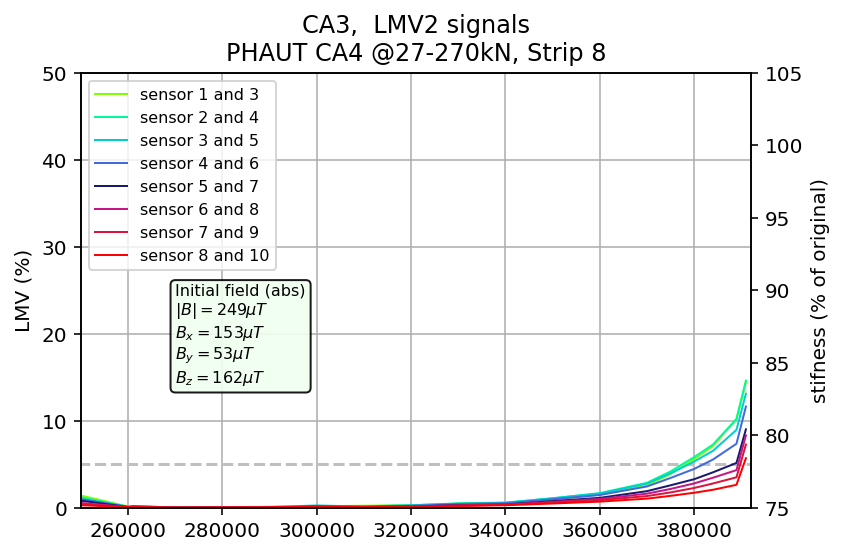 CA3,  LMV2 signals
PHAUT CA4 @27-270kN, Strip 8
50
40
30
20
10
0
LMV (%)
sensor 1 and 3
sensor 2 and 4
sensor 3 and 5
sensor 4 and 6
sensor 5 and 7
sensor 6 and 8
sensor 7 and 9
sensor 8 and 10
Initial field (abs)
|B| = 249μT
Bₓ = 153μT
B_y = 53μT
B_z = 162μT
105
100
95
90
85
80
75
stifness (% of original)
260000 280000 300000 320000 340000 360000 380000